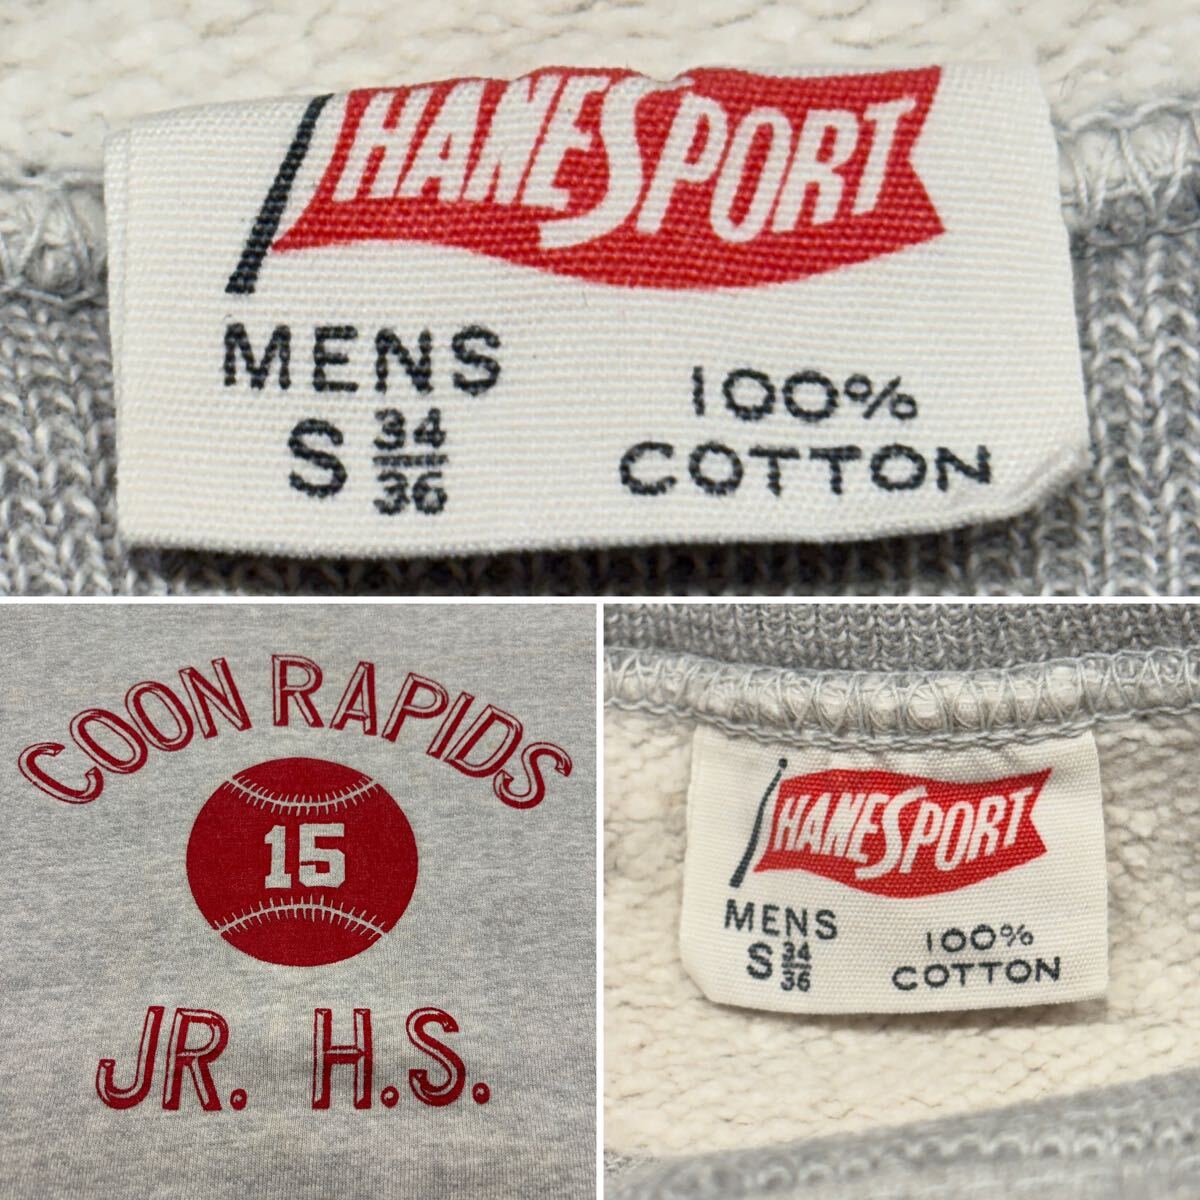 HANESPORT
MENS
S 34/36
100%
COTTON
COON RAPIDS
15
JR. H.S.
HANESPORT
MENS
S 34/36
100%
COTTON